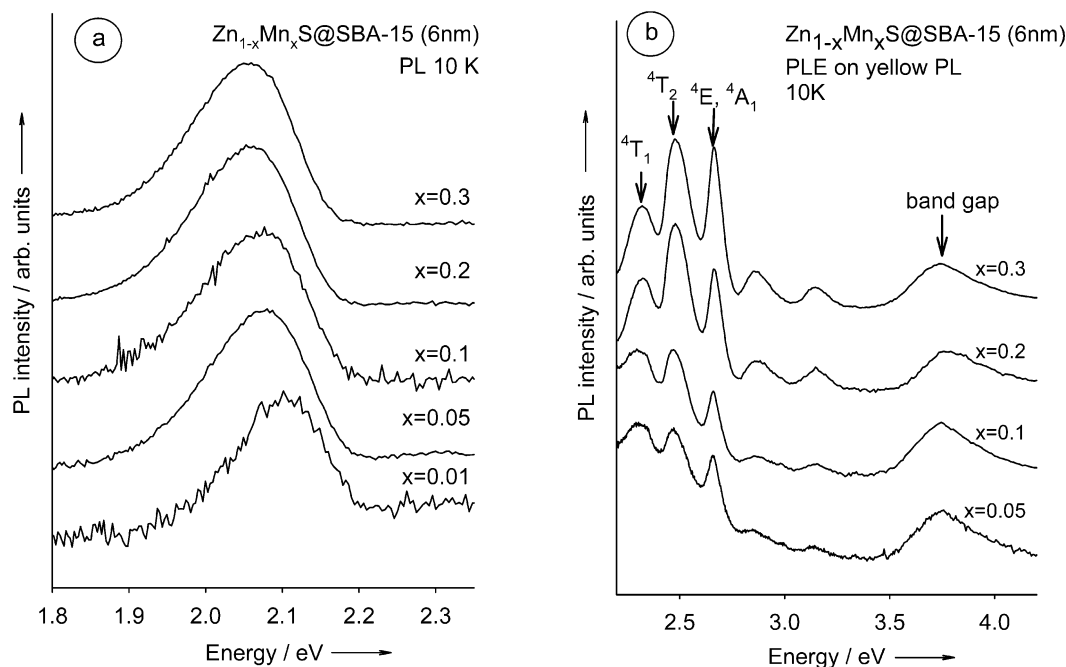 a
Zn1-xMnxS@SBA-15 (6nm)
PL 10 K
PL intensity / arb. units
x=0.3
x=0.2
x=0.1
x=0.05
x=0.01
1.8 1.9 2.0 2.1 2.2 2.3
Energy / eV
b
Zn1-xMnxS@SBA-15 (6nm)
PLE on yellow PL
10K
4T1
4T2
4E, 4A1
band gap
PL intensity / arb. units
x=0.3
x=0.2
x=0.1
x=0.05
2.5 3.0 3.5 4.0
Energy / eV